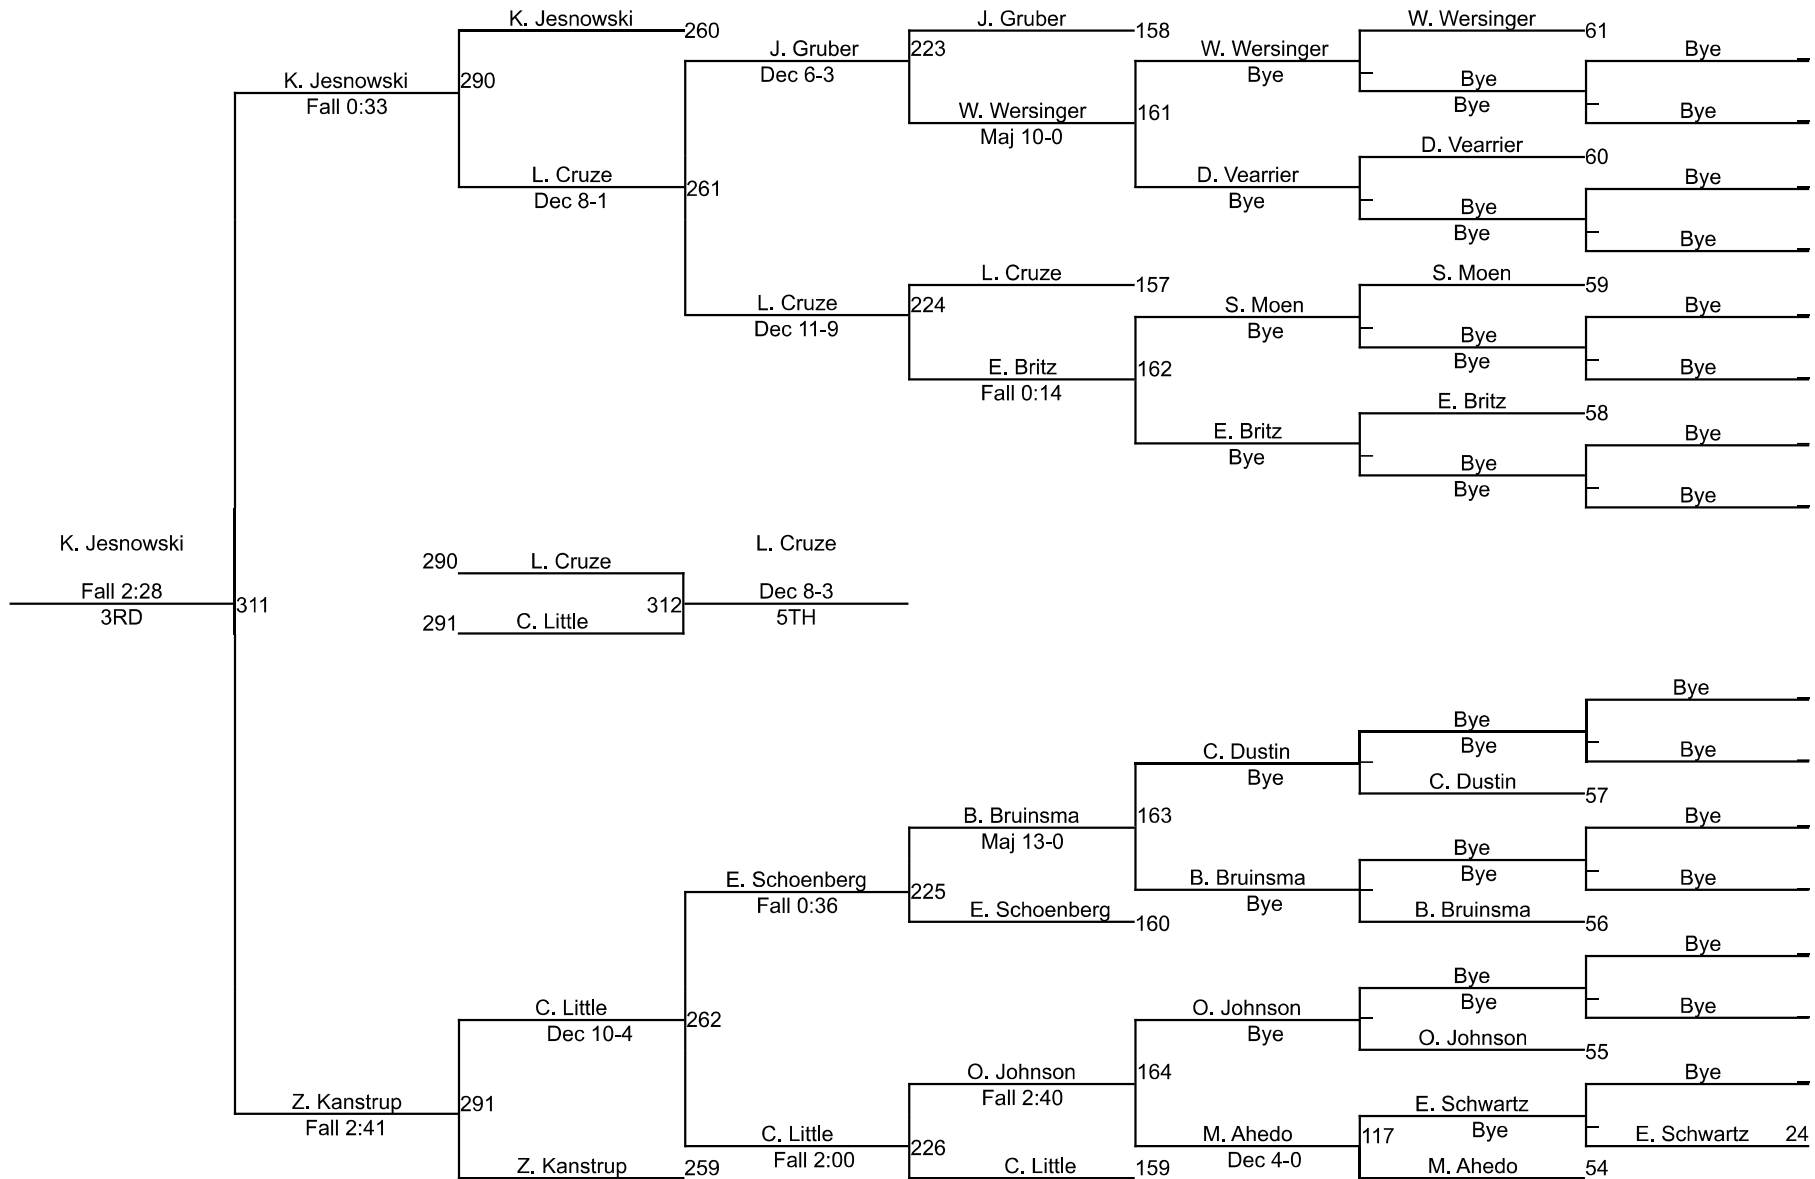 K. Jesnowski
260
J. Gruber
158
W. Wersinger
61
J. Gruber
Dec 6-3
223
W. Wersinger
Bye
Bye
K. Jesnowski
Fall 0:33
290
Bye
Bye
W. Wersinger
Maj 10-0
161
Bye
D. Vearrier
60
L. Cruze
Dec 8-1
261
D. Vearrier
Bye
Bye
Bye
Bye
Bye
L. Cruze
157
S. Moen
59
L. Cruze
Dec 11-9
224
S. Moen
Bye
Bye
Bye
Bye
E. Britz
Fall 0:14
162
Bye
E. Britz
58
E. Britz
Bye
Bye
Bye
Bye
Bye
K. Jesnowski
Fall 2:28
3RD
311
290
L. Cruze
291
C. Little
312
L. Cruze
Dec 8-3
5TH
Bye
Bye
Bye
C. Dustin
Bye
Bye
C. Dustin
57
B. Bruinsma
Maj 13-0
163
Bye
Bye
Bye
E. Schoenberg
Fall 0:36
225
B. Bruinsma
Bye
Bye
E. Schoenberg
160
B. Bruinsma
56
Bye
Bye
Bye
C. Little
Dec 10-4
262
O. Johnson
Bye
Bye
O. Johnson
55
O. Johnson
Fall 2:40
164
Bye
Z. Kanstrup
Fall 2:41
291
E. Schwartz
Bye
C. Little
Fall 2:00
226
M. Ahedo
Dec 4-0
117
E. Schwartz 24
Z. Kanstrup
259
C. Little
159
M. Ahedo
54